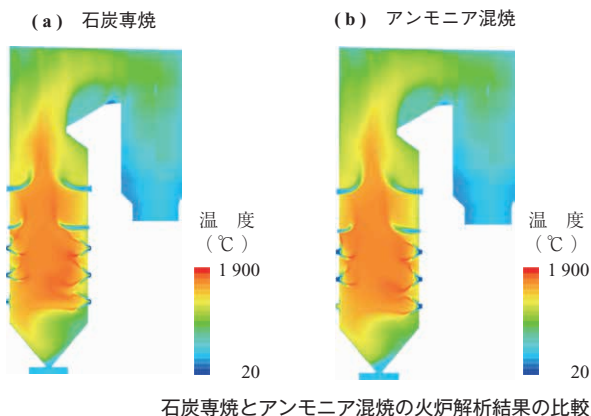 ( a ) 石炭専焼
( b ) アンモニア混焼
温 度
( ℃ )
1 900
20
温 度
( ℃ )
1 900
20
石炭専焼とアンモニア混焼の火炉解析結果の比較